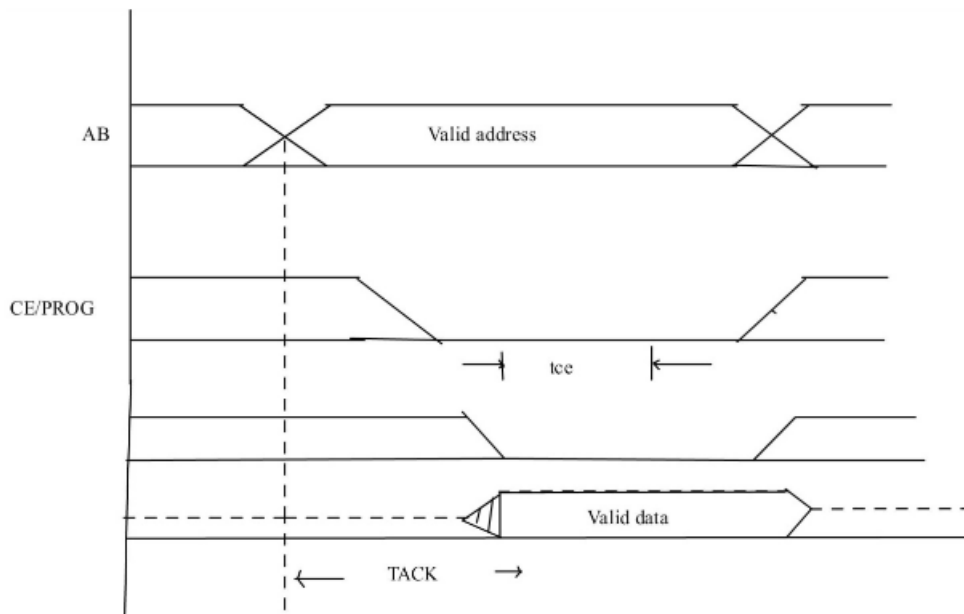 AB
Valid address
CE/PROG
tce
Valid data
TACK